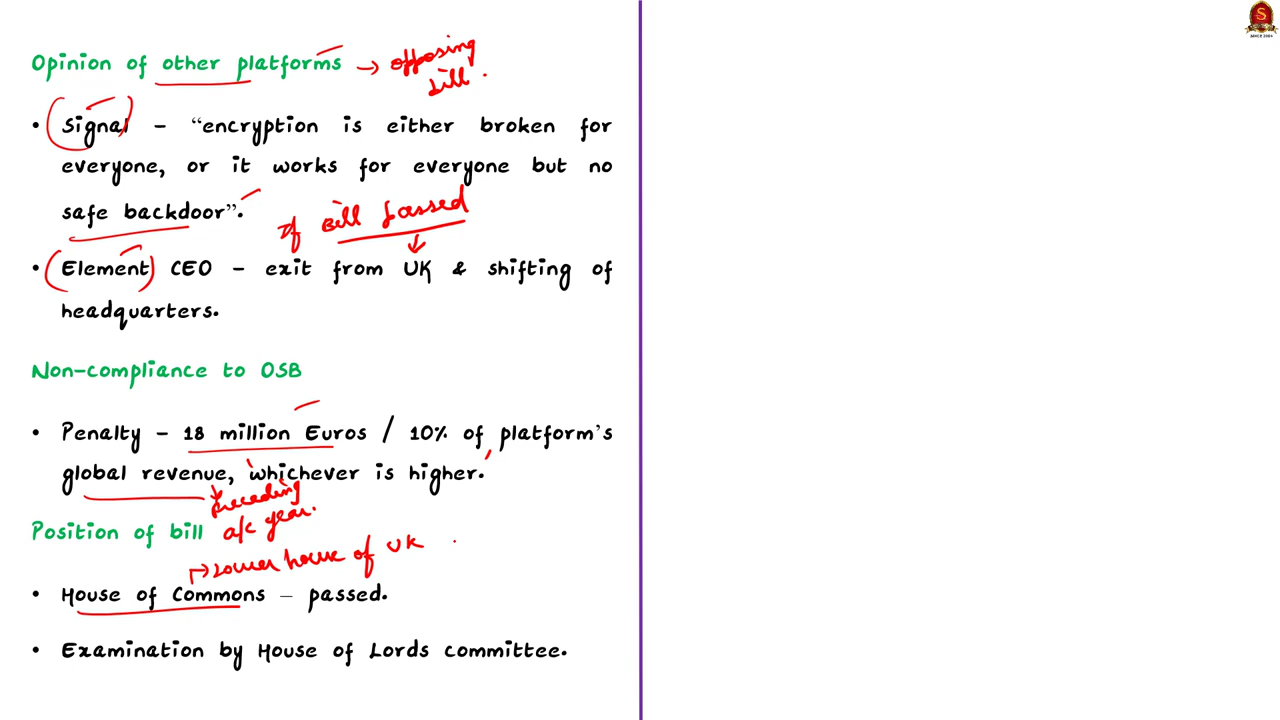 Opinion of other platforms → opposing
bill.
• Signal – “encryption is either broken for
everyone, or it works for everyone but no
safe backdoor”.
If Bill passed
• Element CEO – exit from UK & shifting of
headquarters.
Non-compliance to OSB
• Penalty – 18 million Euros / 10% of platform's
global revenue, whichever is higher.
preceding
a/c year.
Position of bill
→ Lower house of UK
• House of Commons – passed.
• Examination by House of Lords committee.
S
SINCE 2004